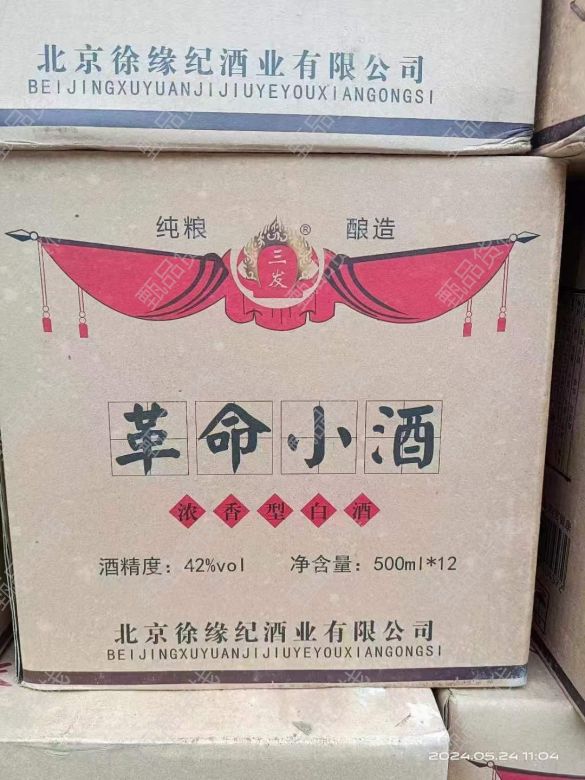 北京徐缘纪酒业有限公司
BEIJINGXUYUANJIJIUYEYOUXIANGONGSI
纯粮 酿造
®
三发
革命小酒
浓香型白酒
酒精度：42%vol 净含量：500ml*12
北京徐缘纪酒业有限公司
BEIJINGXUYUANJIJIUYEYOUXIANGONGSI
2024.05.24 11:04